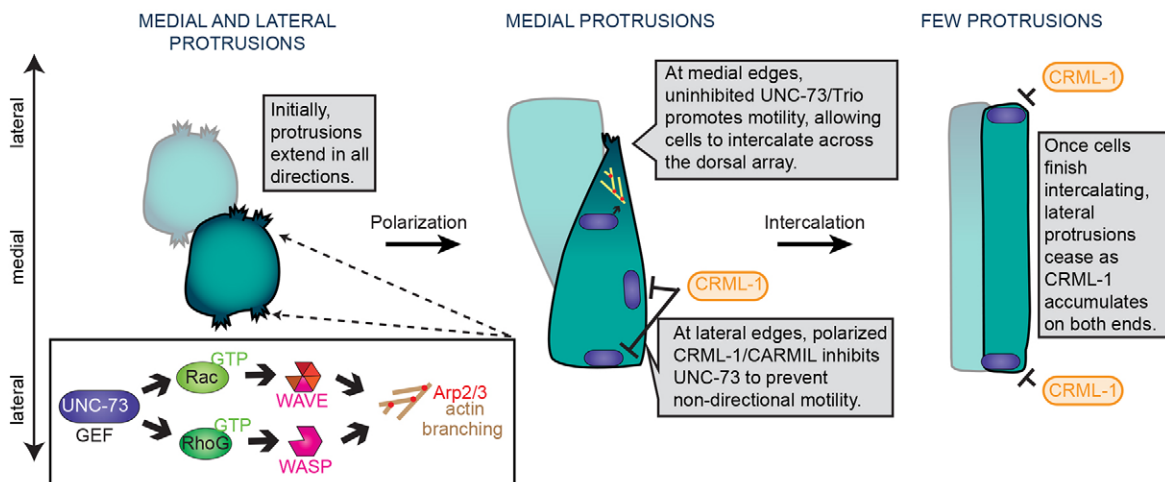 MEDIAL AND LATERAL
PROTRUSIONS
MEDIAL PROTRUSIONS
FEW PROTRUSIONS
lateral
medial
lateral
Initially,
protrusions
extend in all
directions.
Polarization
At medial edges,
uninhibited UNC-73/Trio
promotes motility, allowing
cells to intercalate across
the dorsal array.
Intercalation
CRML-1
At lateral edges, polarized
CRML-1/CARMIL inhibits
UNC-73 to prevent
non-directional motility.
CRML-1
Once cells
finish
intercalating,
lateral
protrusions
cease as
CRML-1
accumulates
on both ends.
CRML-1
UNC-73
GEF
GTP
Rac
WAVE
GTP
RhoG
WASP
Arp2/3
actin
branching